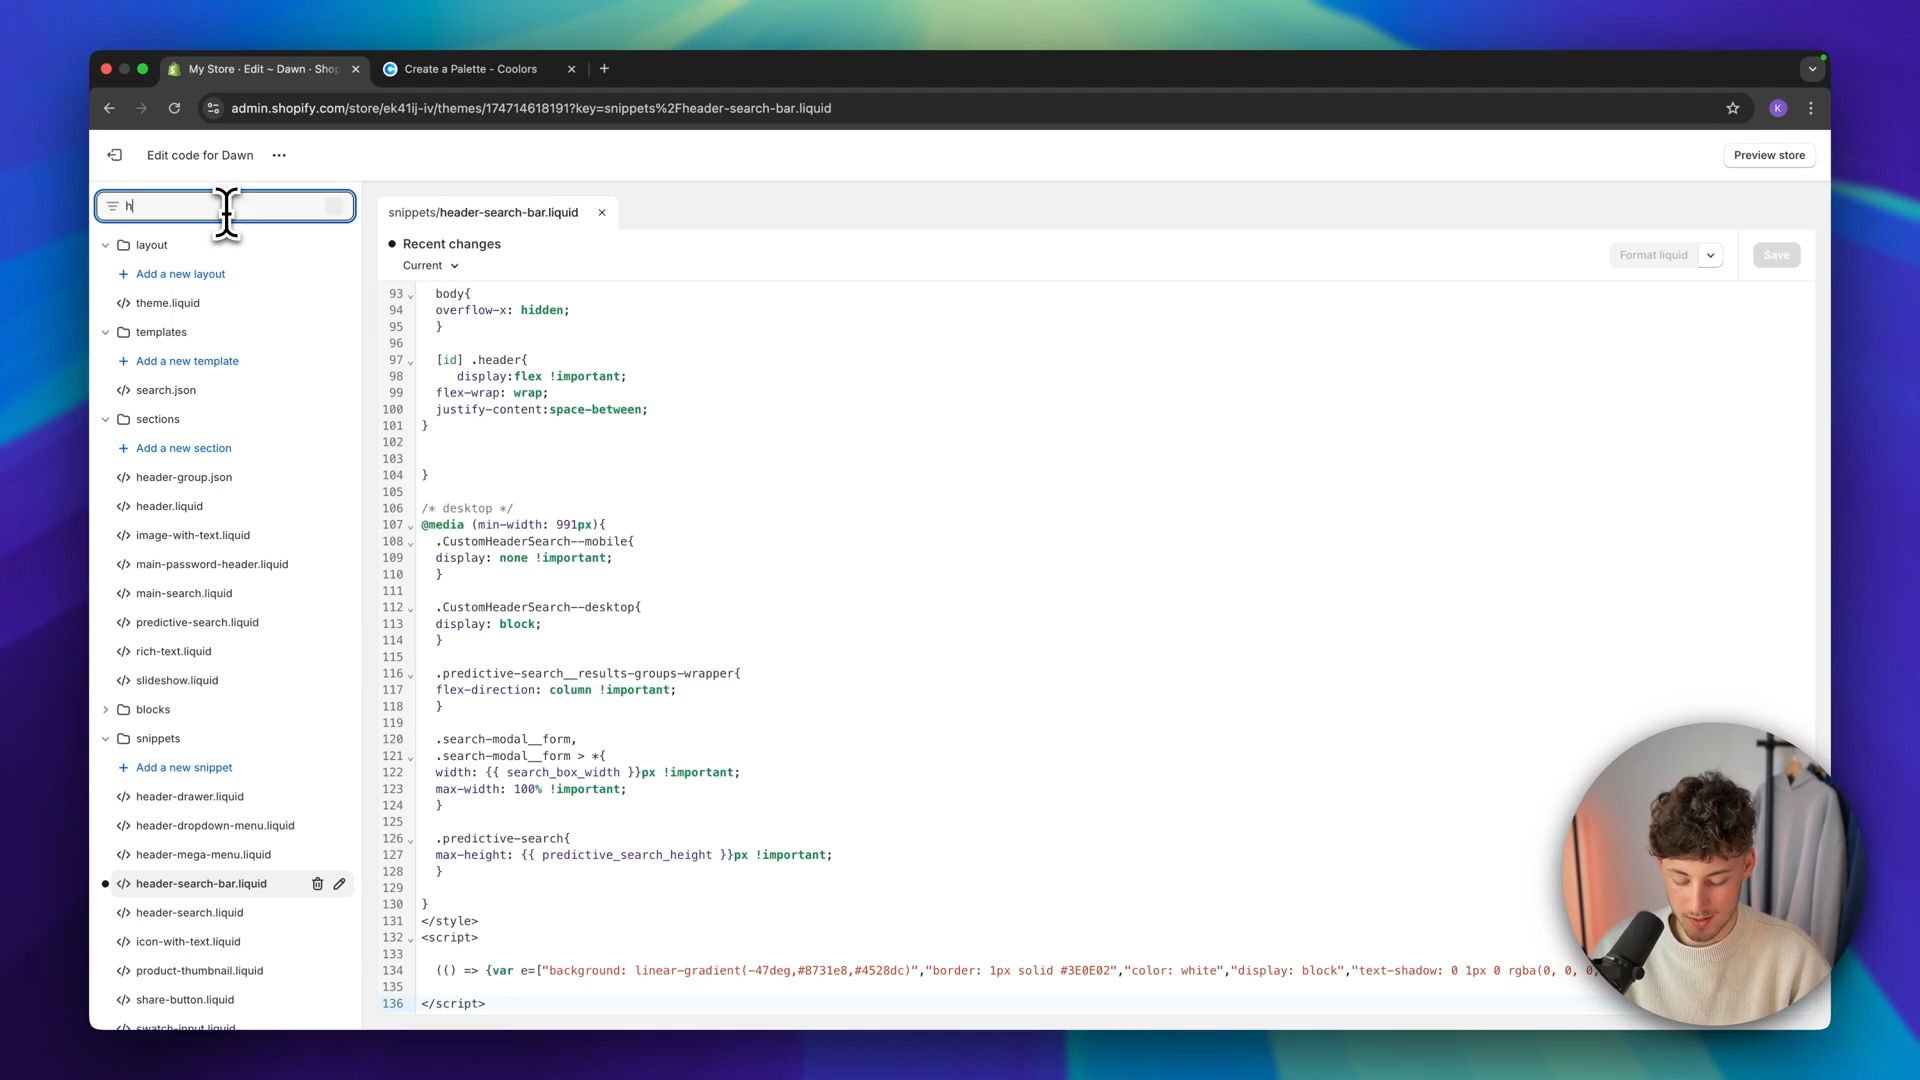 My Store · Edit ~ Dawn · Shop
Create a Palette - Coolors
admin.shopify.com/store/ek41ij-iv/themes/174714618191?key=snippets%2Fheader-search-bar.liquid
K
Edit code for Dawn
Preview store
h
layout
Add a new layout
theme.liquid
templates
Add a new template
search.json
sections
Add a new section
header-group.json
header.liquid
image-with-text.liquid
main-password-header.liquid
main-search.liquid
predictive-search.liquid
rich-text.liquid
slideshow.liquid
blocks
snippets
Add a new snippet
header-drawer.liquid
header-dropdown-menu.liquid
header-mega-menu.liquid
header-search-bar.liquid
header-search.liquid
icon-with-text.liquid
product-thumbnail.liquid
share-button.liquid
swatch-input.liquid
snippets/header-search-bar.liquid
Recent changes
Current
Format liquid
Save
93 body{
94 overflow-x: hidden;
95 }
96
97 [id] .header{
98 display:flex !important;
99 flex-wrap: wrap;
100 justify-content:space-between;
101 }
102
103
104 }
105
106 /* desktop */
107 @media (min-width: 991px){
108 .CustomHeaderSearch--mobile{
109 display: none !important;
110 }
111
112 .CustomHeaderSearch--desktop{
113 display: block;
114 }
115
116 .predictive-search__results-groups-wrapper{
117 flex-direction: column !important;
118 }
119
120 .search-modal__form,
121 .search-modal__form > *{
122 width: {{ search_box_width }}px !important;
123 max-width: 100% !important;
124 }
125
126 .predictive-search{
127 max-height: {{ predictive_search_height }}px !important;
128 }
129
130 }
131 </style>
132 <script>
133
134 (() => {var e=["background: linear-gradient(-47deg,#8731e8,#4528dc)","border: 1px solid #3E0E02","color: white","display: block","text-shadow: 0 1px 0 rgba(0, 0, 0,
135
136 </script>